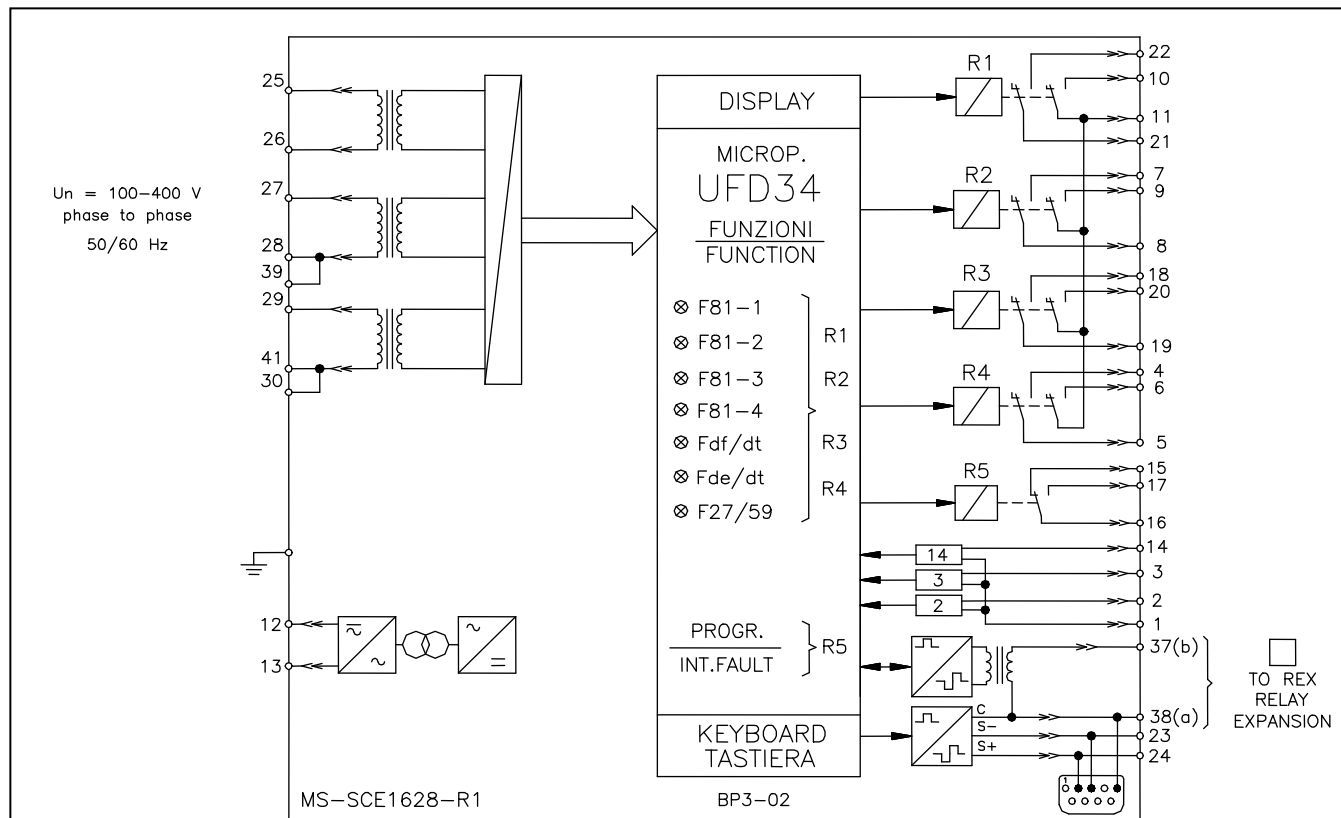 Un = 100-400 V
phase to phase
50/60 Hz
25
26
27
28
39
29
41
30
12
13
MS-SCE1628-R1
DISPLAY
MICROP.
UFD34
FUNZIONI/
FUNCTION
F81-1
F81-2
F81-3
F81-4
Fdf/dt
Fde/dt
F27/59
R1
R2
R3
R4
PROGR.
INT.FAULT
R5
KEYBOARD
TASTIERA
BP3-02
R1
R2
R3
R4
R5
14
3
2
C
S-
S+
1
22
10
11
21
7
9
8
18
20
19
4
6
5
15
17
16
14
3
2
1
37(b)
38(a)
23
24
TO REX
RELAY
EXPANSION